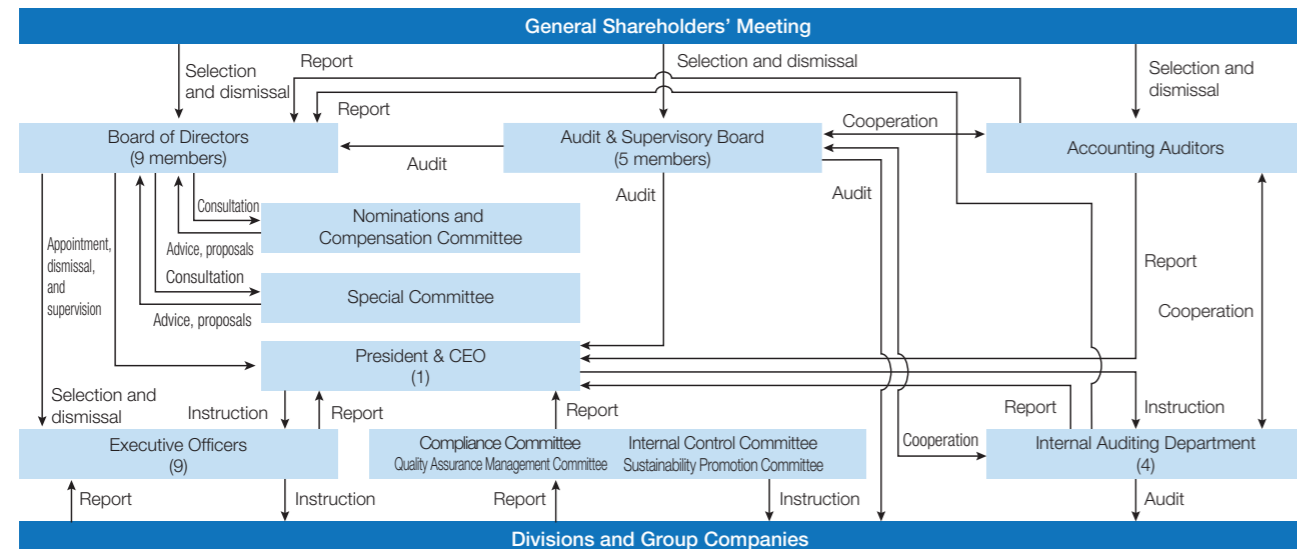 General Shareholders' Meeting
Selection
and dismissal
Report
Selection and dismissal
Selection and
dismissal
Report
Board of Directors
(9 members)
Audit
Audit & Supervisory Board
(5 members)
Cooperation
Accounting Auditors
Audit
Audit
Consultation
Nominations and
Compensation Committee
Advice, proposals
Appointment,
dismissal,
and
supervision
Consultation
Special Committee
Advice, proposals
Report
Cooperation
President & CEO
(1)
Selection and
dismissal
Instruction
Report
Report
Report
Instruction
Executive Officers
(9)
Compliance Committee
Internal Control Committee
Quality Assurance Management Committee
Sustainability Promotion Committee
Cooperation
Internal Auditing Department
(4)
Report
Instruction
Report
Instruction
Audit
Divisions and Group Companies